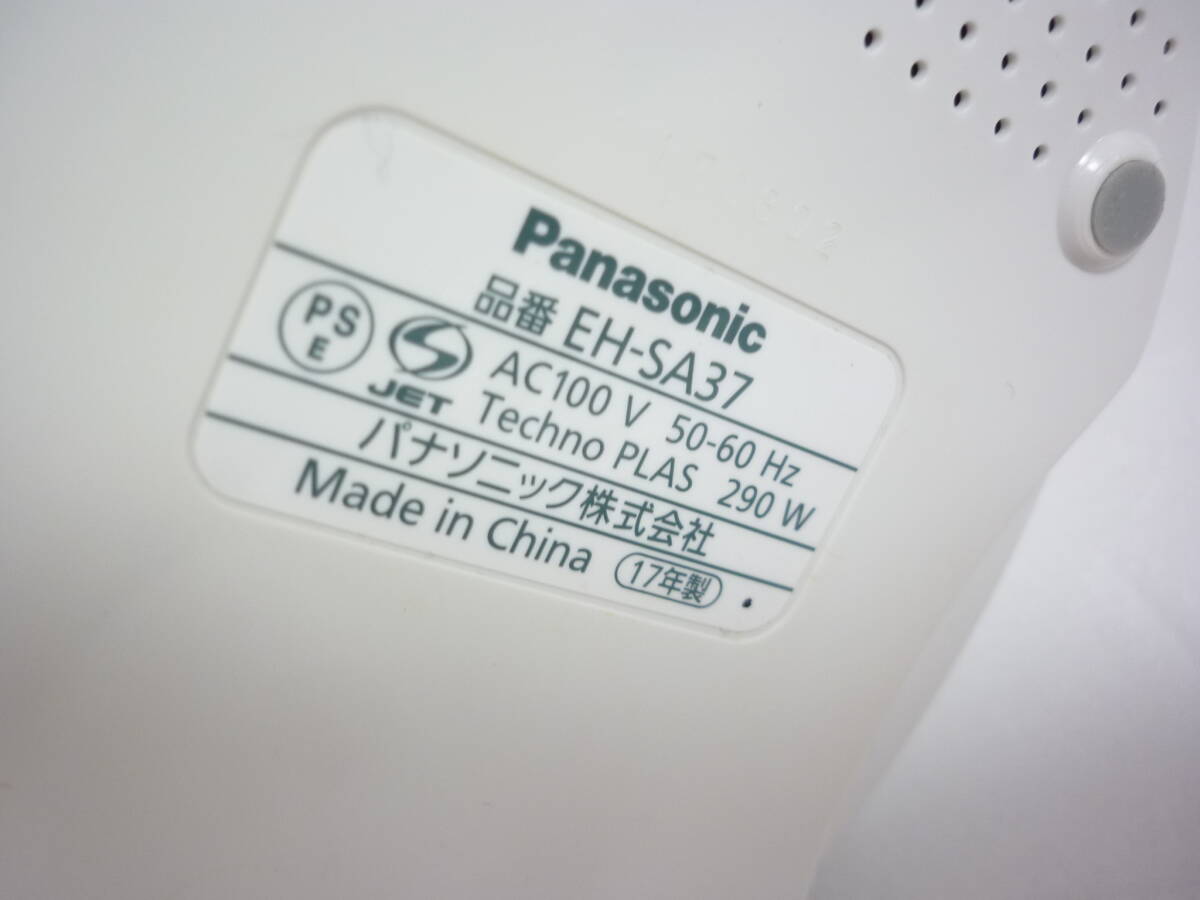 Panasonic
品番 EH-SA37
PS
E
JET
AC100 V 50-60 Hz
Techno PLAS 290 W
パナソニック株式会社
Made in China 17年製